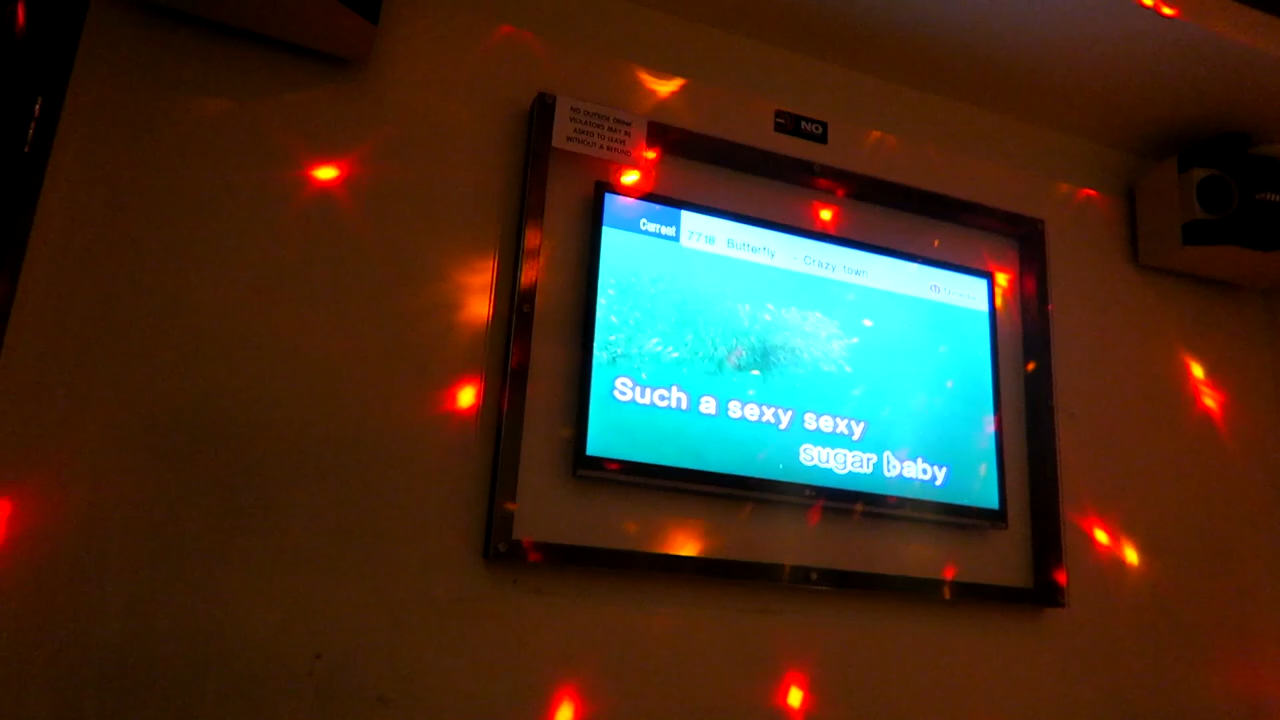 NO OUTSIDE DRINK
VIOLATORS MAY BE
ASKED TO LEAVE
WITHOUT A REFUND
NO
Current 7718 Butterfly - Crazy town
Such a sexy sexy
sugar baby